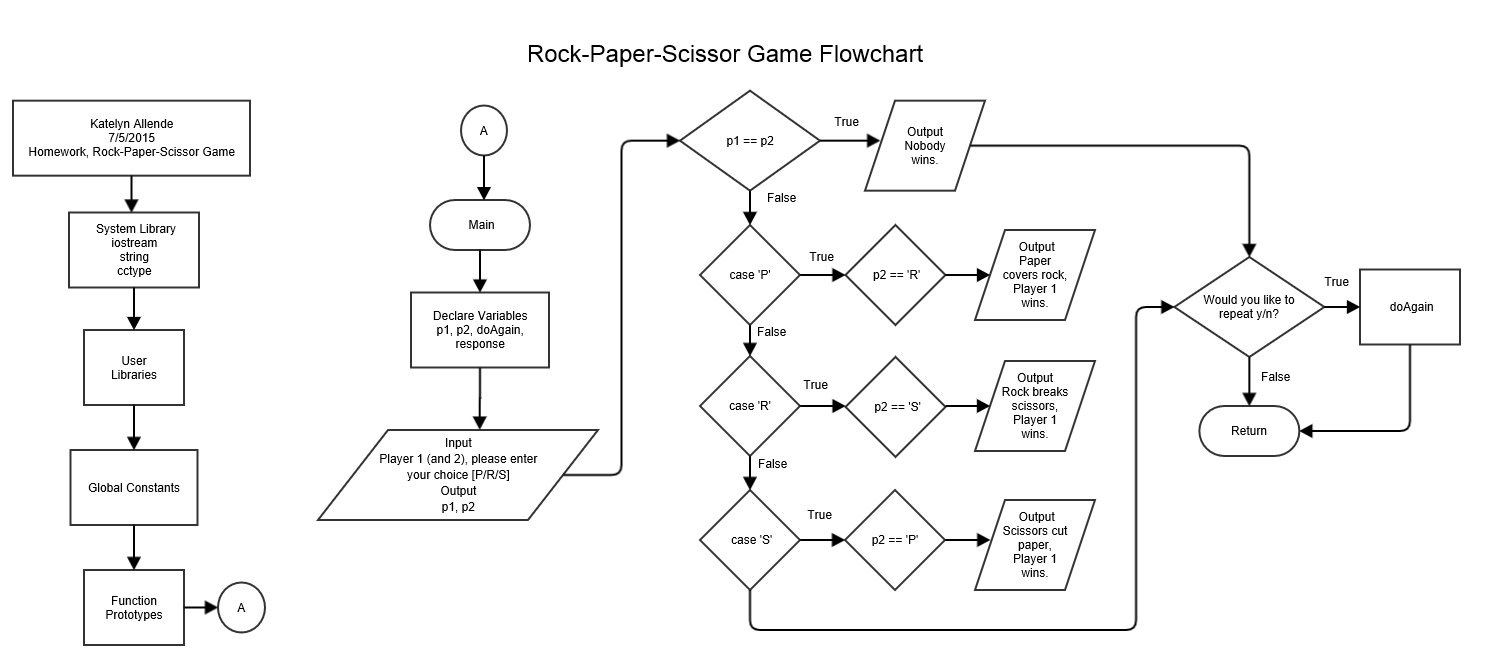 Rock-Paper-Scissor Game Flowchart
Katelyn Allende
7/5/2015
Homework, Rock-Paper-Scissor Game
System Library
iostream
string
cctype
User
Libraries
Global Constants
Function
Prototypes
A
A
Main
Declare Variables
p1, p2, doAgain,
response
Input
Player 1 (and 2), please enter
your choice [P/R/S]
Output
p1, p2
p1 == p2
True
Output
Nobody
wins.
False
case 'P'
True
p2 == 'R'
Output
Paper
covers rock,
Player 1
wins.
False
case 'R'
True
p2 == 'S'
Output
Rock breaks
scissors,
Player 1
wins.
False
case 'S'
True
p2 == 'P'
Output
Scissors cut
paper,
Player 1
wins.
Would you like to
repeat y/n?
True
doAgain
False
Return